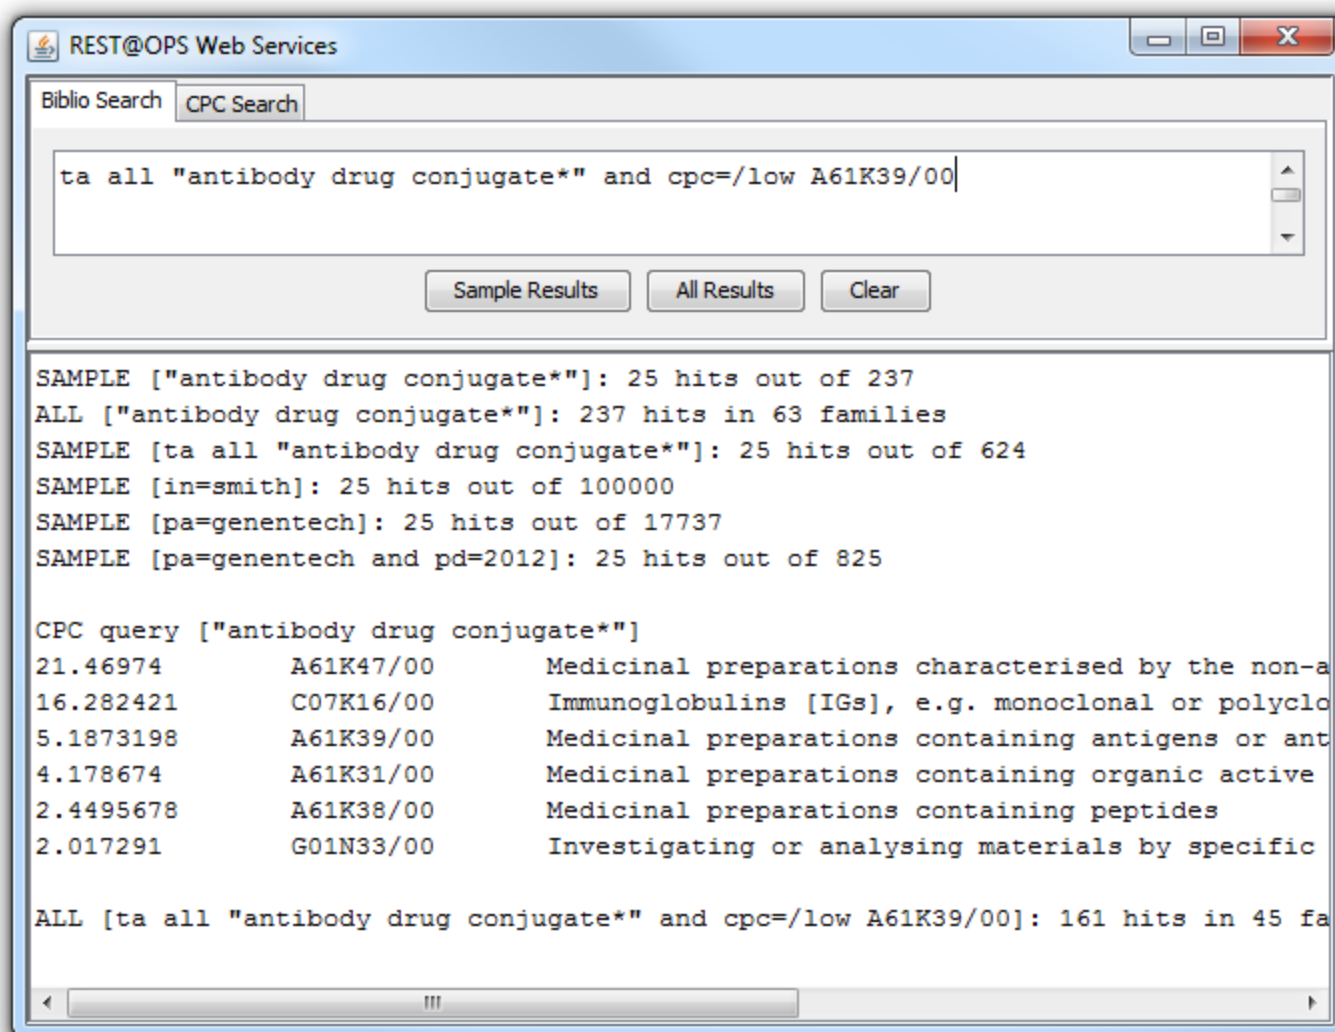 REST@OPS Web Services
Biblio Search CPC Search
ta all "antibody drug conjugate*" and cpc=/low A61K39/00
Sample Results All Results Clear
SAMPLE ["antibody drug conjugate*"]: 25 hits out of 237
ALL ["antibody drug conjugate*"]: 237 hits in 63 families
SAMPLE [ta all "antibody drug conjugate*"]: 25 hits out of 624
SAMPLE [in=smith]: 25 hits out of 100000
SAMPLE [pa=genentech]: 25 hits out of 17737
SAMPLE [pa=genentech and pd=2012]: 25 hits out of 825
CPC query ["antibody drug conjugate*"]
21.46974 A61K47/00 Medicinal preparations characterised by the non-a
16.282421 C07K16/00 Immunoglobulins [IGs], e.g. monoclonal or polyclo
5.1873198 A61K39/00 Medicinal preparations containing antigens or ant
4.178674 A61K31/00 Medicinal preparations containing organic active
2.4495678 A61K38/00 Medicinal preparations containing peptides
2.017291 G01N33/00 Investigating or analysing materials by specific
ALL [ta all "antibody drug conjugate*" and cpc=/low A61K39/00]: 161 hits in 45 fa